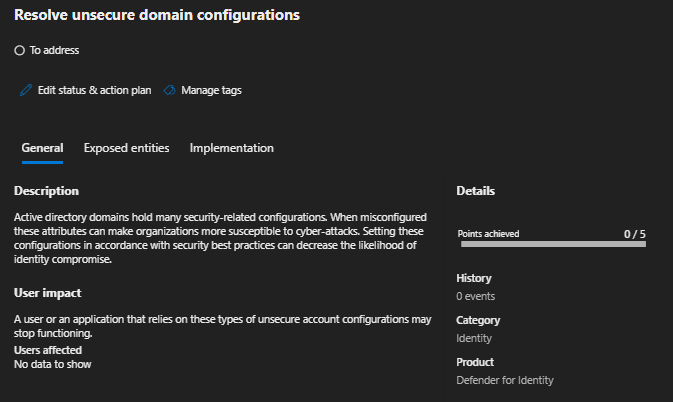 Resolve unsecure domain configurations
To address
Edit status & action plan Manage tags
General Exposed entities Implementation
Description
Active directory domains hold many security-related configurations. When misconfigured
these attributes can make organizations more susceptible to cyber-attacks. Setting these
configurations in accordance with security best practices can decrease the likelihood of
identity compromise.
User impact
A user or an application that relies on these types of unsecure account configurations may
stop functioning.
Users affected
No data to show
Details
Points achieved 0 / 5
History
0 events
Category
Identity
Product
Defender for Identity